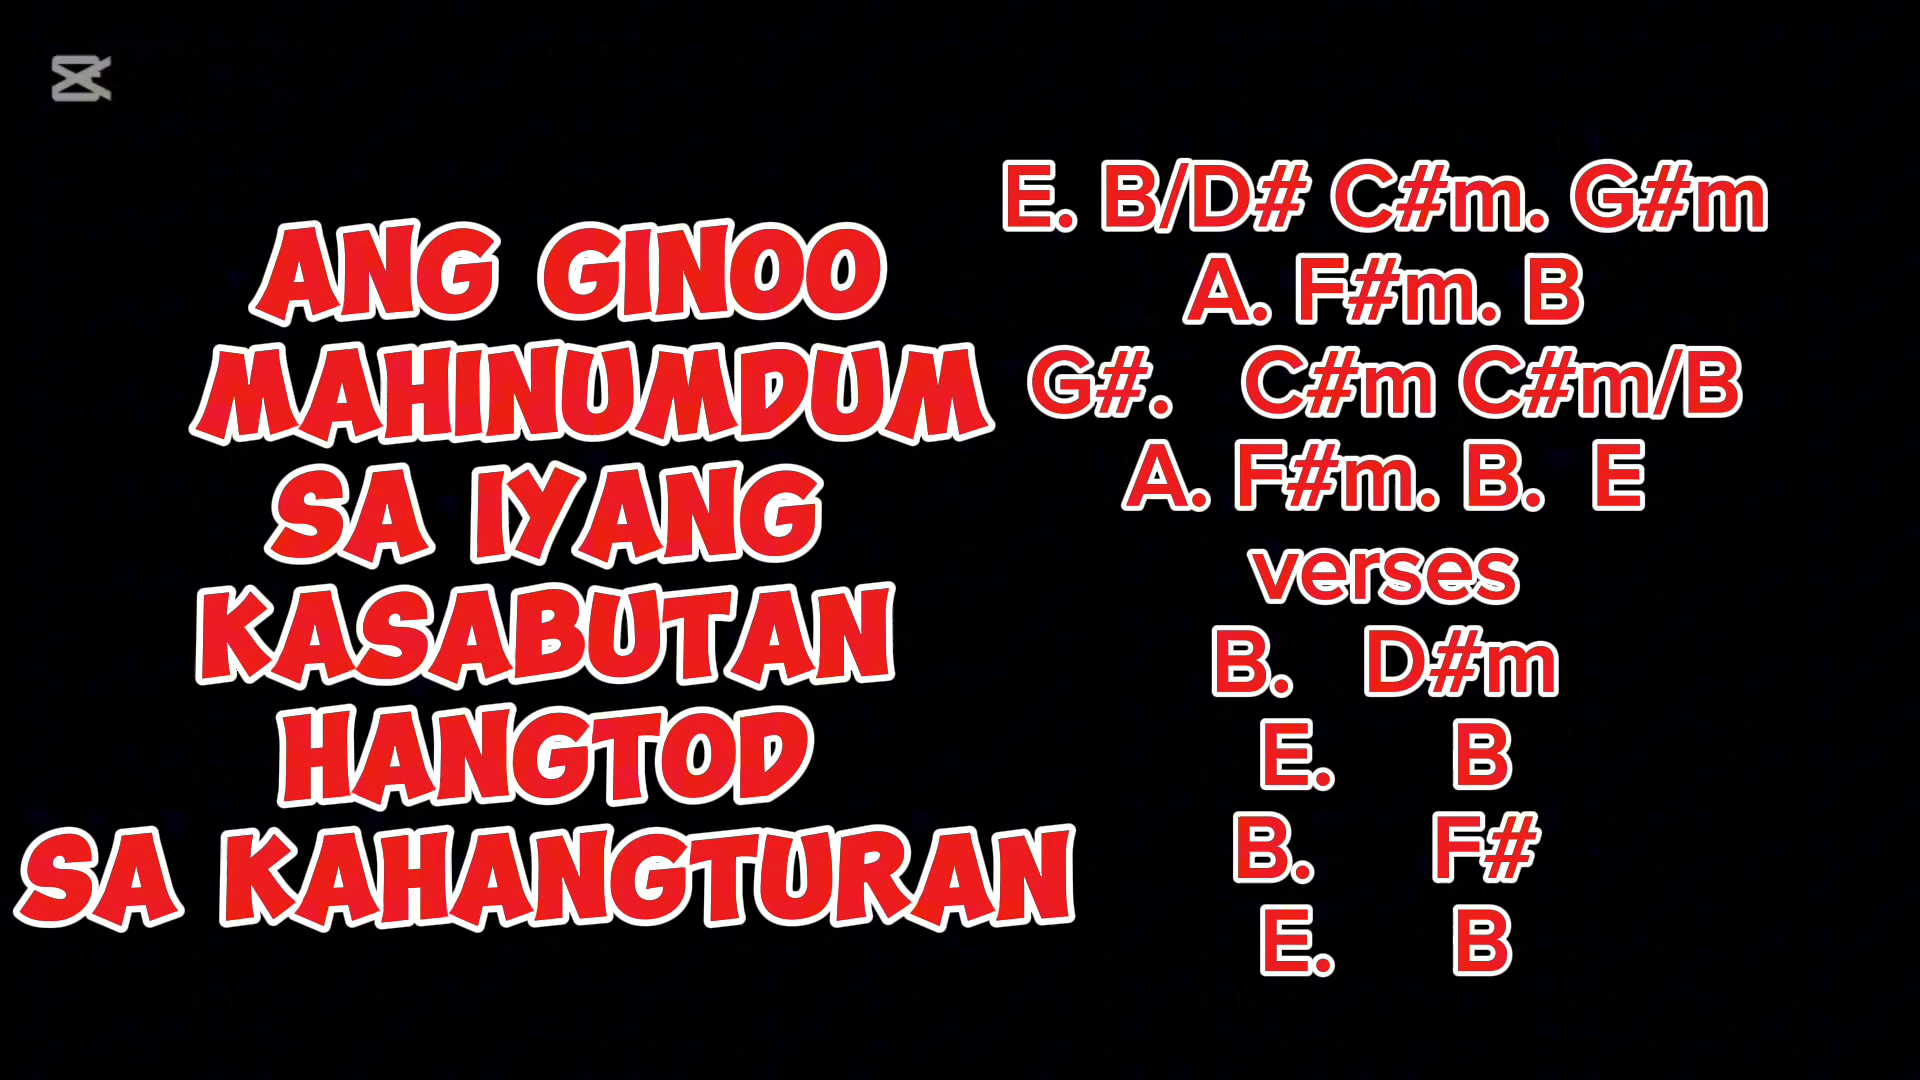 ANG GINOO
MAHINUMDUM
SA IYANG
KASABUTAN
HANGTOD
SA KAHANGTURAN
E. B/D# C#m. G#m
A. F#m. B
G#. C#m C#m/B
A. F#m. B. E
verses
B. D#m
E. B
B. F#
E. B